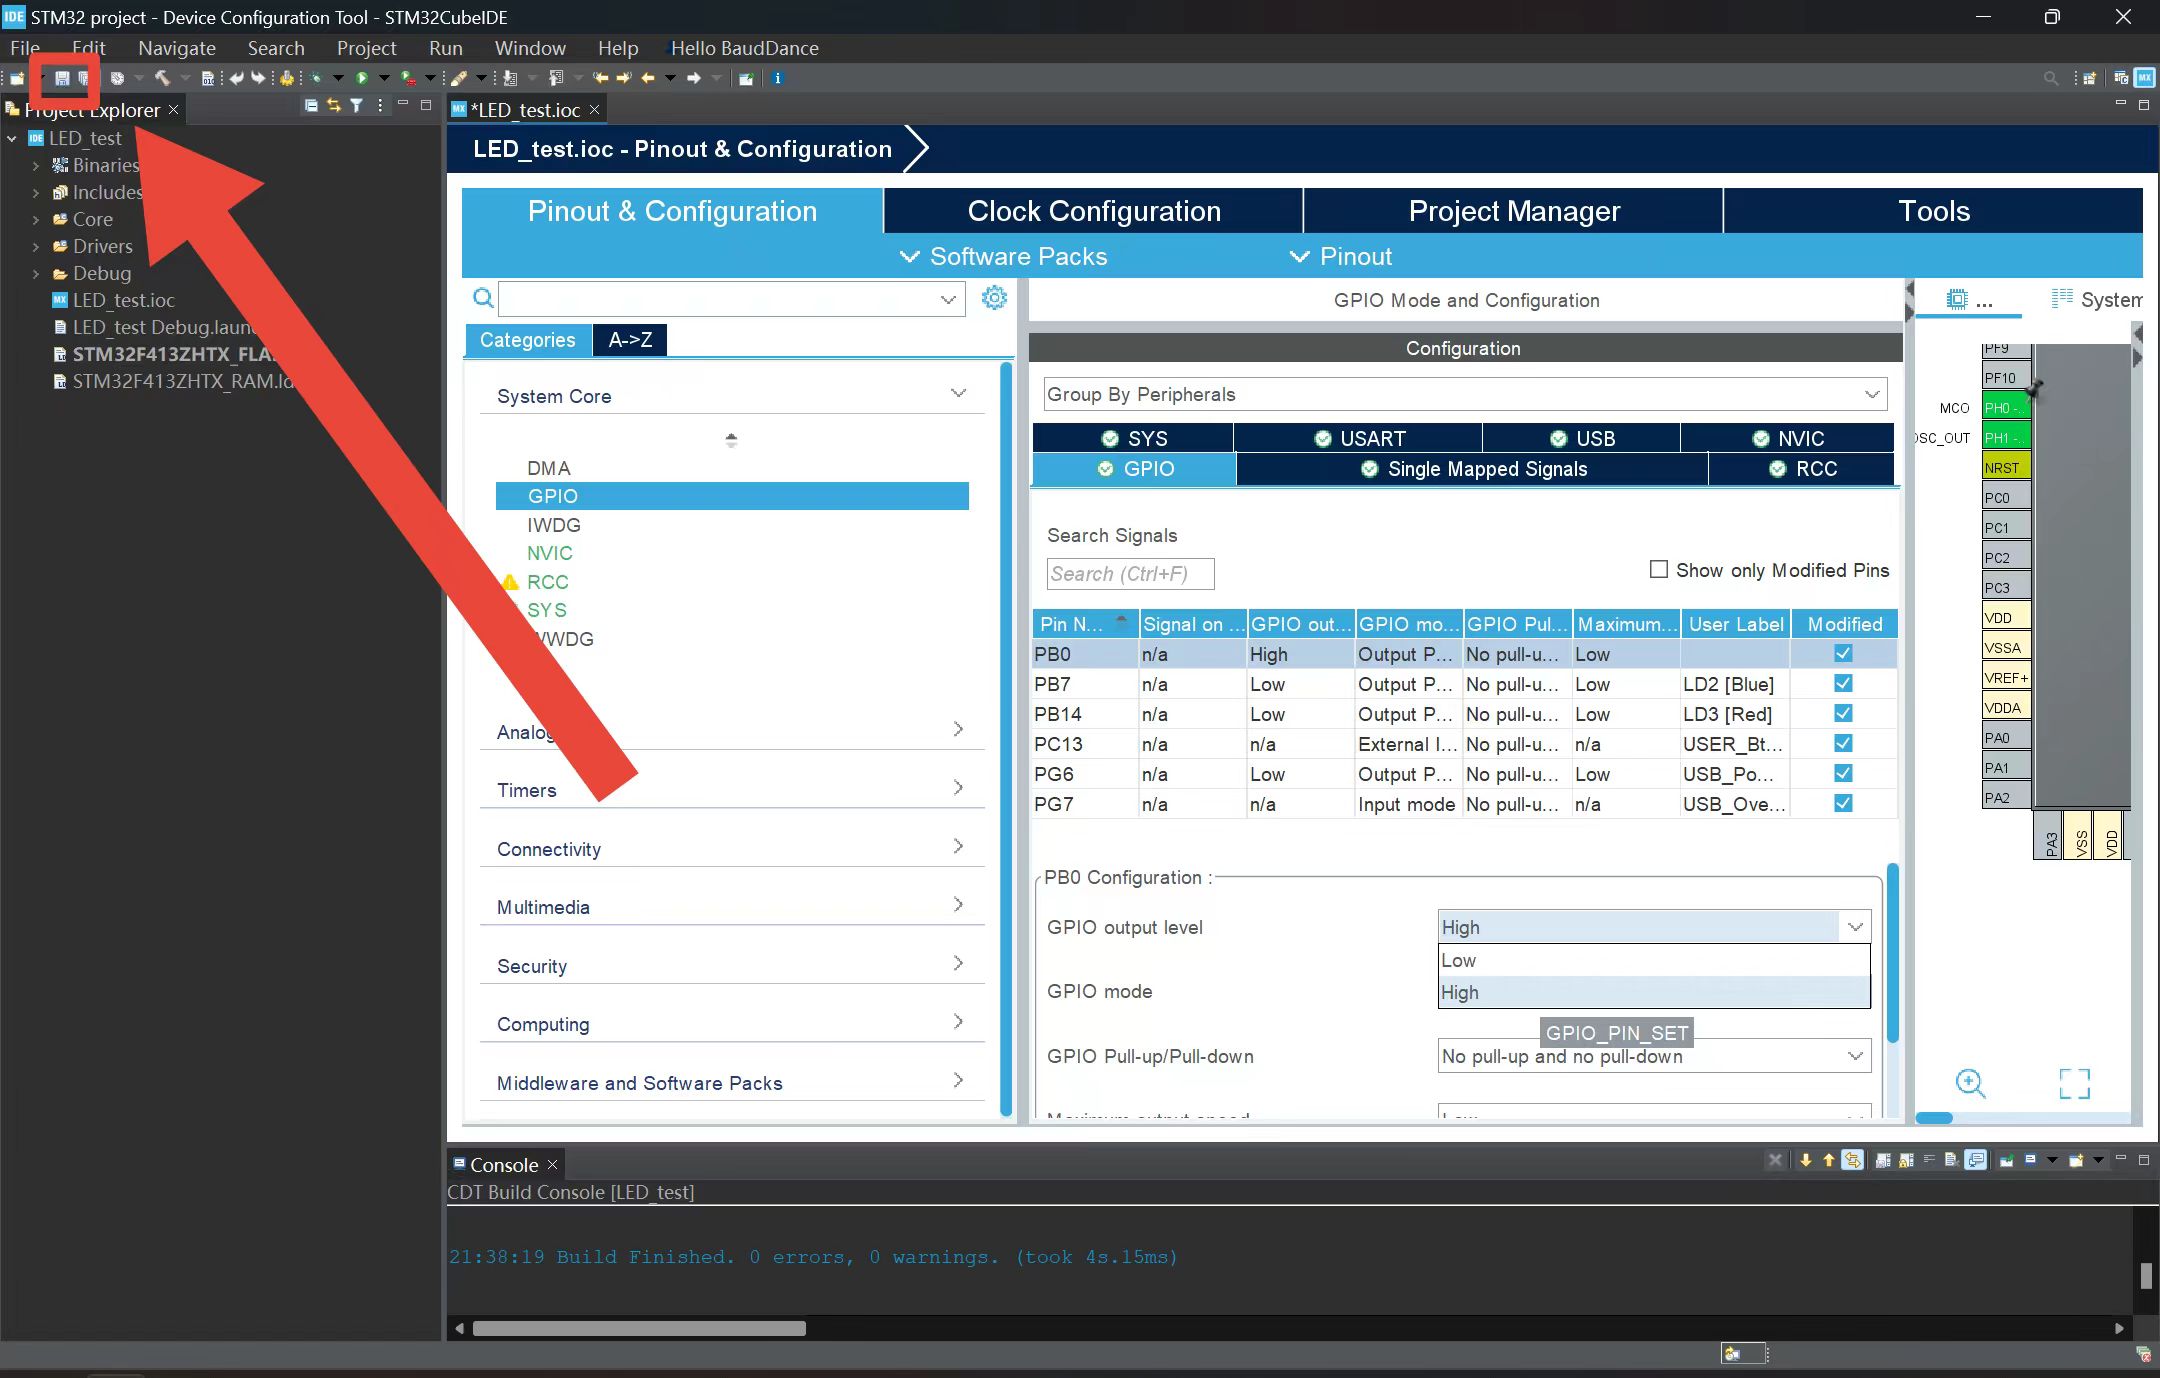 IDE STM32 project - Device Configuration Tool - STM32CubeIDE
File Edit Navigate Search Project Run Window Help Hello BaudDance
Project Explorer
IDE LED_test
Binaries
Includes
Core
Drivers
Debug
MX LED_test.ioc
LED_test Debug.laun
STM32F413ZHTX_FLA
STM32F413ZHTX_RAM.ld
MX *LED_test.ioc
LED_test.ioc - Pinout & Configuration
Pinout & Configuration Clock Configuration Project Manager Tools
Software Packs Pinout
Categories A->Z
System Core
DMA
GPIO
IWDG
NVIC
RCC
SYS
WWDG
Analog
Timers
Connectivity
Multimedia
Security
Computing
Middleware and Software Packs
GPIO Mode and Configuration
Configuration
Group By Peripherals
SYS USART USB NVIC
GPIO Single Mapped Signals RCC
Search Signals
Search (Ctrl+F)
Show only Modified Pins
Pin N... Signal on ... GPIO out... GPIO mo... GPIO Pul... Maximum... User Label Modified
PB0 n/a High Output P... No pull-u... Low
PB7 n/a Low Output P... No pull-u... Low LD2 [Blue]
PB14 n/a Low Output P... No pull-u... Low LD3 [Red]
PC13 n/a n/a External I... No pull-u... n/a USER_Bt...
PG6 n/a Low Output P... No pull-u... Low USB_Po...
PG7 n/a n/a Input mode No pull-u... n/a USB_Ove...
PB0 Configuration :
GPIO output level High
Low
High
GPIO mode
GPIO_PIN_SET
GPIO Pull-up/Pull-down No pull-up and no pull-down
Maximum output speed Low
... System
PF9
PF10
MCO PH0 -..
OSC_OUT PH1 -..
NRST
PC0
PC1
PC2
PC3
VDD
VSSA
VREF+
VDDA
PA0
PA1
PA2
PA3 VSS VDD
Console
CDT Build Console [LED_test]
21:38:19 Build Finished. 0 errors, 0 warnings. (took 4s.15ms)